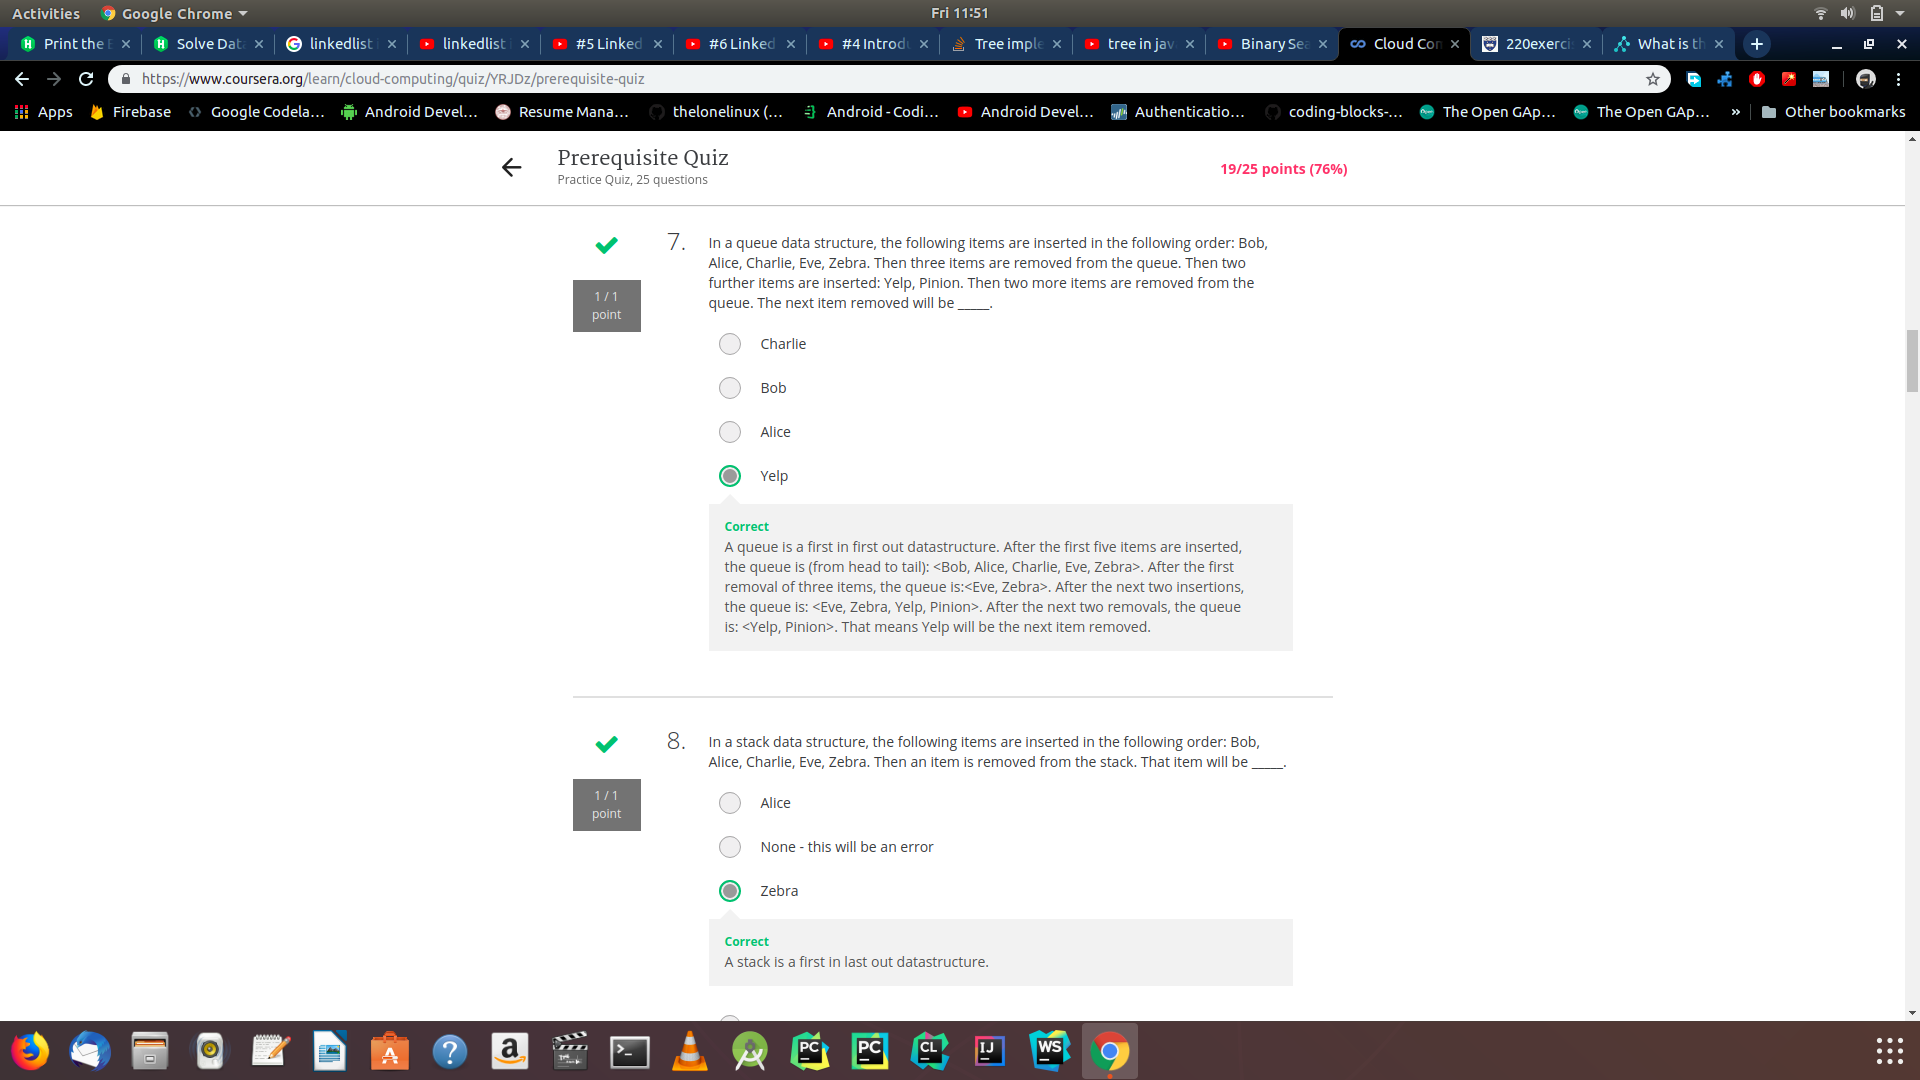 Activities Google Chrome Fri 11:51
Print the Solve Dat linkedlist linkedlist #5 Linked #6 Linked #4 Introdu Tree imple tree in jav Binary Sea Cloud Con 220exerci What is th
https://www.coursera.org/learn/cloud-computing/quiz/YRJDz/prerequisite-quiz
Apps Firebase Google Codela... Android Devel... Resume Mana... thelonelinux (... Android - Codi... Android Devel... Authenticatio... coding-blocks-... The Open GAp... The Open GAp... » Other bookmarks
Prerequisite Quiz
Practice Quiz, 25 questions
19/25 points (76%)
7. In a queue data structure, the following items are inserted in the following order: Bob,
Alice, Charlie, Eve, Zebra. Then three items are removed from the queue. Then two
further items are inserted: Yelp, Pinion. Then two more items are removed from the
queue. The next item removed will be _____.
1 / 1
point
Charlie
Bob
Alice
Yelp
Correct
A queue is a first in first out datastructure. After the first five items are inserted,
the queue is (from head to tail): <Bob, Alice, Charlie, Eve, Zebra>. After the first
removal of three items, the queue is:<Eve, Zebra>. After the next two insertions,
the queue is: <Eve, Zebra, Yelp, Pinion>. After the next two removals, the queue
is: <Yelp, Pinion>. That means Yelp will be the next item removed.
8. In a stack data structure, the following items are inserted in the following order: Bob,
Alice, Charlie, Eve, Zebra. Then an item is removed from the stack. That item will be _____.
1 / 1
point
Alice
None - this will be an error
Zebra
Correct
A stack is a first in last out datastructure.
PC PC CL IJ WS